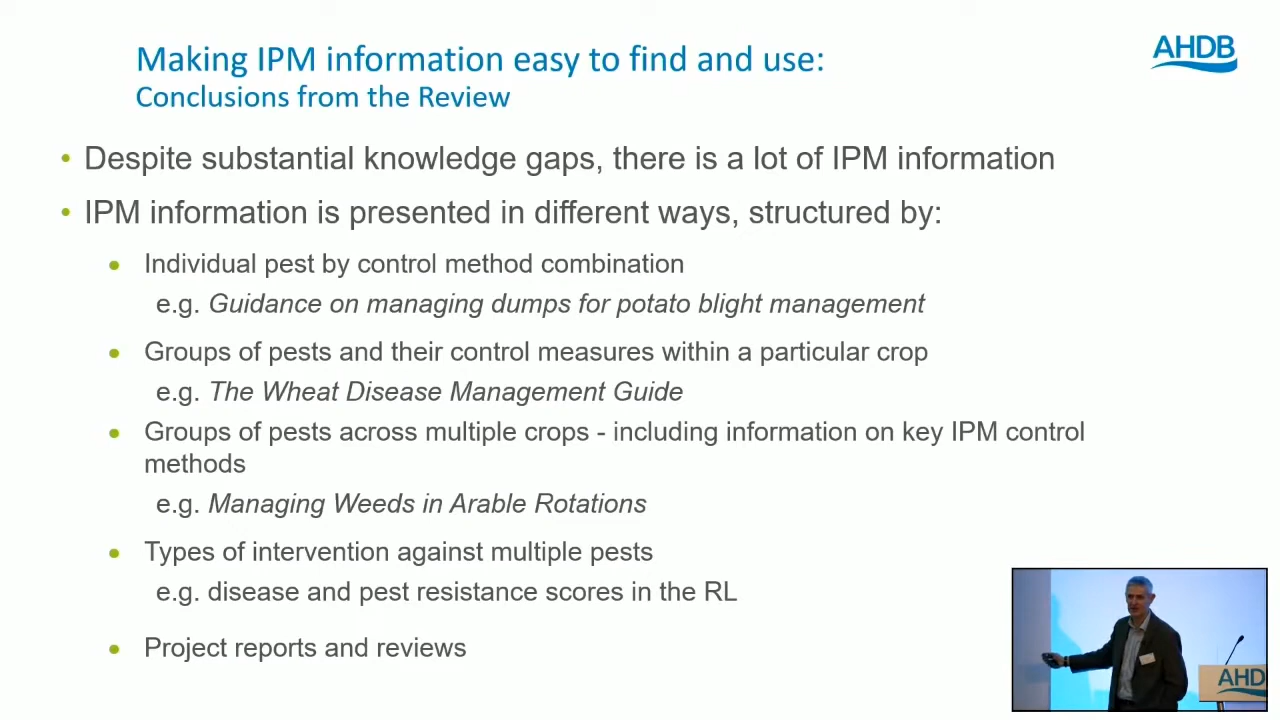 Making IPM information easy to find and use:
AHDB
Conclusions from the Review
• Despite substantial knowledge gaps, there is a lot of IPM information
• IPM information is presented in different ways, structured by:
• Individual pest by control method combination
e.g. Guidance on managing dumps for potato blight management
• Groups of pests and their control measures within a particular crop
e.g. The Wheat Disease Management Guide
• Groups of pests across multiple crops - including information on key IPM control
methods
e.g. Managing Weeds in Arable Rotations
• Types of intervention against multiple pests
e.g. disease and pest resistance scores in the RL
• Project reports and reviews
AHD